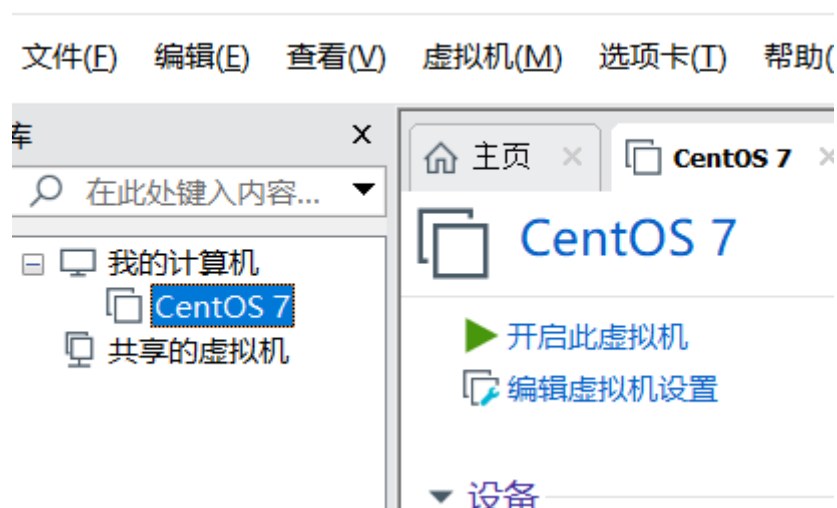 文件(F) 编辑(E) 查看(V) 虚拟机(M) 选项卡(T) 帮助(
库
在此处键入内容...
我的计算机
CentOS 7
共享的虚拟机
主页 CentOS 7
CentOS 7
开启此虚拟机
编辑虚拟机设置
设备